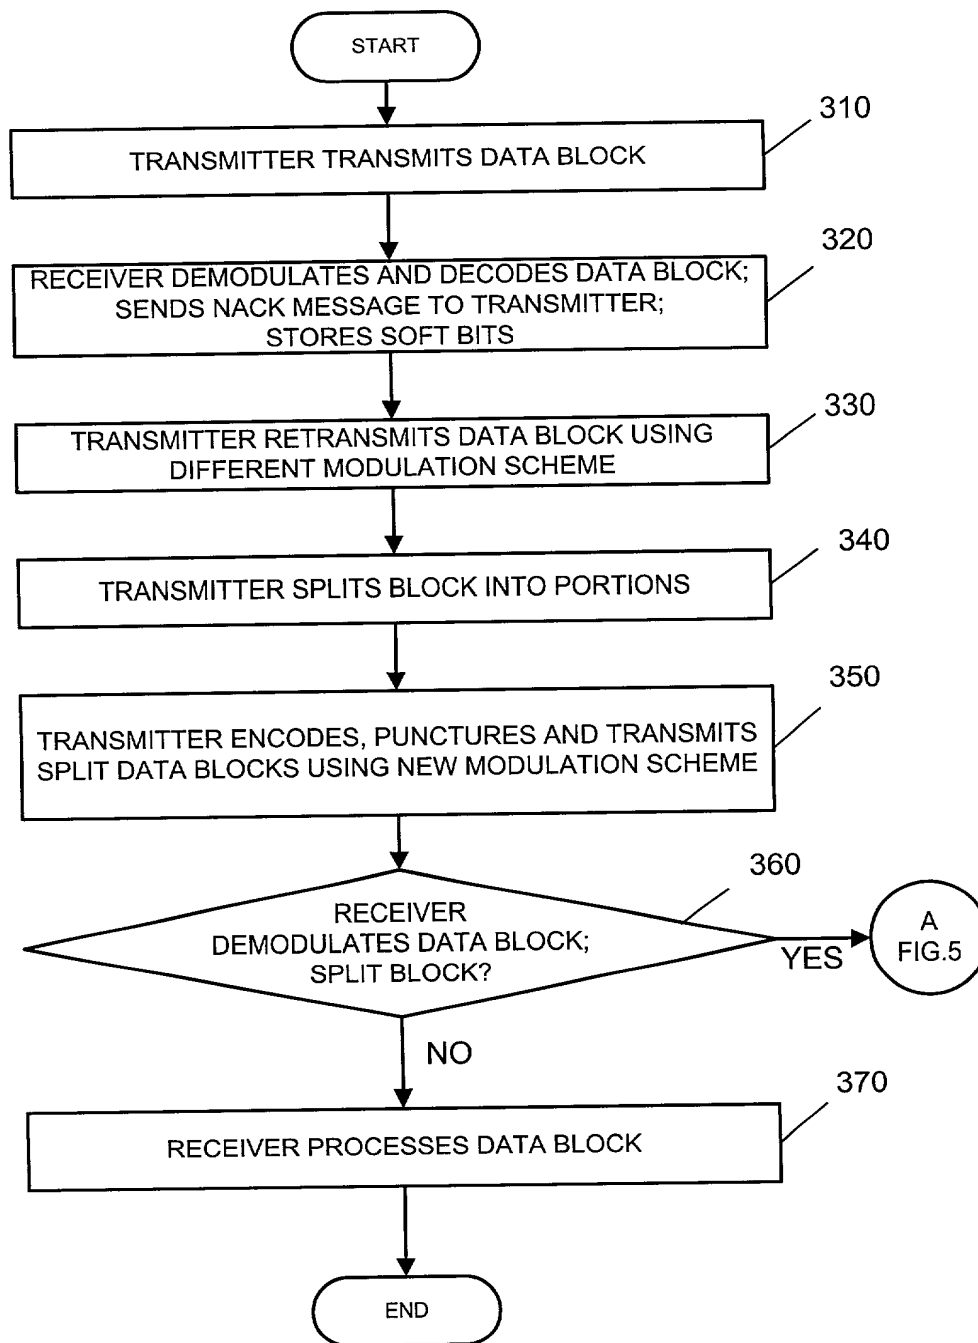 START
310
TRANSMITTER TRANSMITS DATA BLOCK
320
RECEIVER DEMODULATES AND DECODES DATA BLOCK;
SENDS NACK MESSAGE TO TRANSMITTER;
STORES SOFT BITS
330
TRANSMITTER RETRANSMITS DATA BLOCK USING
DIFFERENT MODULATION SCHEME
340
TRANSMITTER SPLITS BLOCK INTO PORTIONS
350
TRANSMITTER ENCODES, PUNCTURES AND TRANSMITS
SPLIT DATA BLOCKS USING NEW MODULATION SCHEME
360
RECEIVER
DEMODULATES DATA BLOCK;
SPLIT BLOCK?
YES
A
FIG.5
NO
370
RECEIVER PROCESSES DATA BLOCK
END